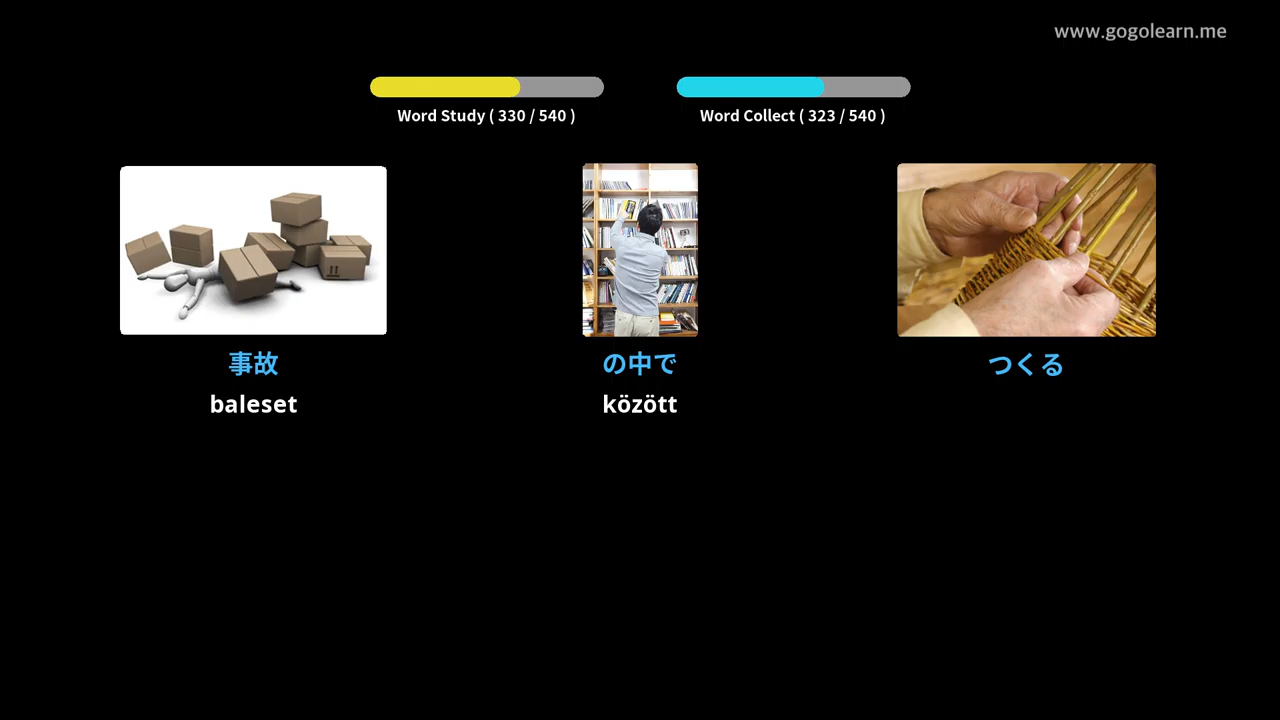 www.gogolearn.me
Word Study ( 330 / 540 )
Word Collect ( 323 / 540 )
事故
の中で
つくる
baleset
között